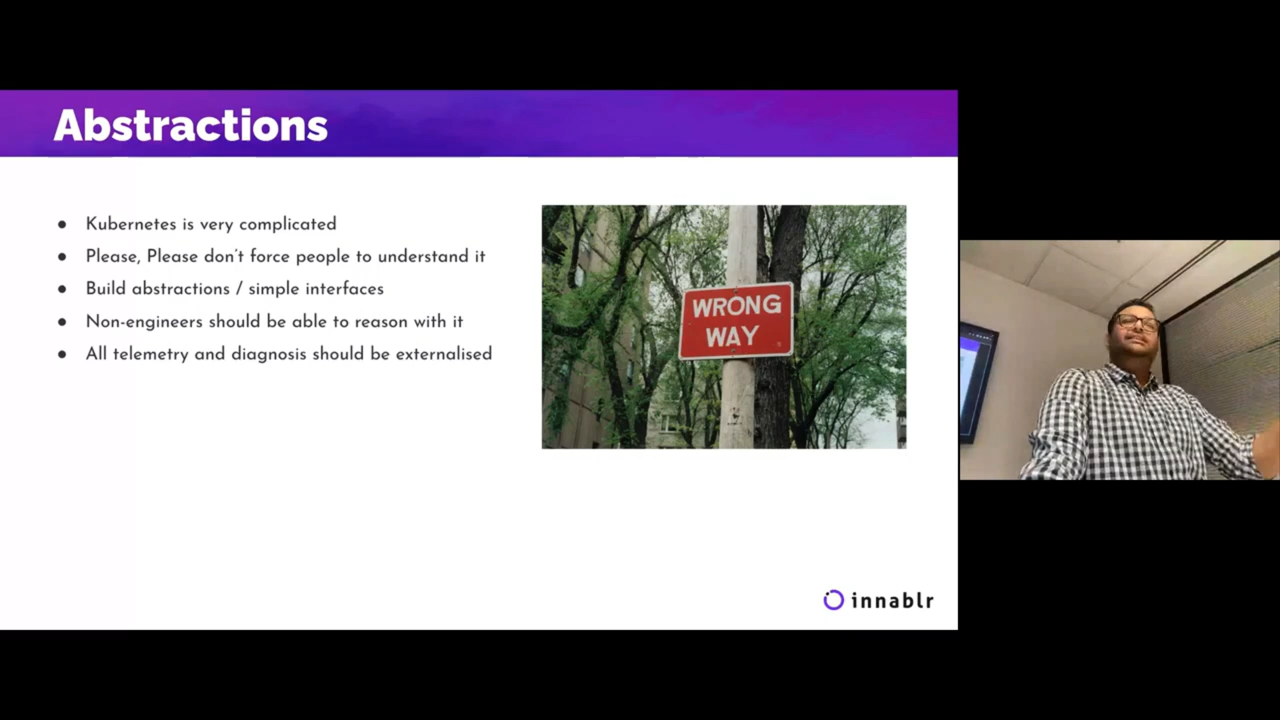 Abstractions
Kubernetes is very complicated
Please, Please don't force people to understand it
Build abstractions / simple interfaces
Non-engineers should be able to reason with it
All telemetry and diagnosis should be externalised
WRONG
WAY
innablr